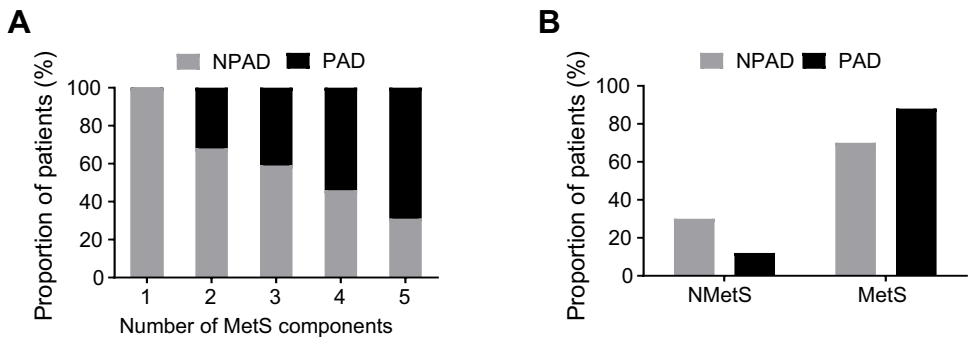 A
NPAD PAD
Proportion of patients (%)
100
80
60
40
20
0
1 2 3 4 5
Number of MetS components
B
NPAD PAD
Proportion of patients (%)
100
80
60
40
20
0
NMetS MetS